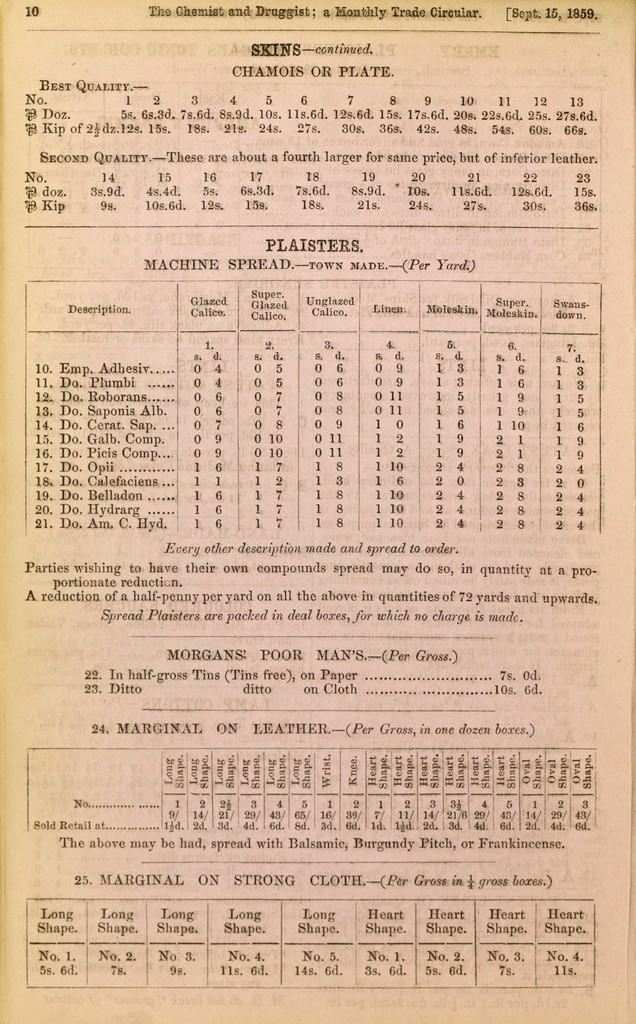 10 The Chemist and Druggist; a Monthly Trade Circular. [Sept. 15, 1859.
SKINS—continued.
CHAMOIS OR PLATE.
BEST QUALITY.—
No. 1 2 3 4 5 6 7 8 9 10 11 12 13
℔ Doz. 5s. 6s.3d. 7s.6d. 8s.9d. 10s. 11s.6d. 12s.6d. 15s. 17s.6d. 20s. 22s.6d. 25s. 27s.6d.
℔ Kip of 2½dz. 12s. 15s. 18s. 21s. 24s. 27s. 30s. 36s. 42s. 48s. 54s. 60s. 66s.
SECOND QUALITY.—These are about a fourth larger for same price, but of inferior leather.
No. 14 15 16 17 18 19 20 21 22 23
℔ doz. 3s.9d. 4s.4d. 5s. 6s.3d. 7s.6d. 8s.9d. 10s. 11s.6d. 12s.6d. 15s.
℔ Kip 9s. 10s.6d. 12s. 15s. 18s. 21s. 24s. 27s. 30s. 36s.
PLAISTERS.
MACHINE SPREAD.—TOWN MADE.—(Per Yard.)
Description. Glazed Calico. Super. Glazed Calico. Unglazed Calico. Linen. Moleskin. Super. Moleskin. Swans-down.
1. 2. 3. 4. 5. 6. 7.
s. d. s. d. s. d. s. d. s. d. s. d. s. d.
10. Emp. Adhesiv...... 0 4 0 5 0 6 0 9 1 3 1 6 1 3
11. Do. Plumbi ...... 0 4 0 5 0 6 0 9 1 3 1 6 1 3
12. Do. Roborans...... 0 6 0 7 0 8 0 11 1 5 1 9 1 5
13. Do. Saponis Alb. 0 6 0 7 0 8 0 11 1 5 1 9 1 5
14. Do. Cerat. Sap. ... 0 7 0 8 0 9 1 0 1 6 1 10 1 6
15. Do. Galb. Comp. 0 9 0 10 0 11 1 2 1 9 2 1 1 9
16. Do. Picis Comp.... 0 9 0 10 0 11 1 2 1 9 2 1 1 9
17. Do. Opii ............ 1 6 1 7 1 8 1 10 2 4 2 8 2 4
18. Do. Calefaciens ... 1 1 1 2 1 3 1 6 2 0 2 3 2 0
19. Do. Belladon ...... 1 6 1 7 1 8 1 10 2 4 2 8 2 4
20. Do. Hydrarg ...... 1 6 1 7 1 8 1 10 2 4 2 8 2 4
21. Do. Am. C. Hyd. 1 6 1 7 1 8 1 10 2 4 2 8 2 4
Every other description made and spread to order.
Parties wishing to have their own compounds spread may do so, in quantity at a pro-
portionate reduction.
A reduction of a half-penny per yard on all the above in quantities of 72 yards and upwards.
Spread Plaisters are packed in deal boxes, for which no charge is made.
MORGANS' POOR MAN'S.—(Per Gross.)
22. In half-gross Tins (Tins free), on Paper .......................... 7s. 0d.
23. Ditto ditto on Cloth ..........................10s. 6d.
24. MARGINAL ON LEATHER.—(Per Gross, in one dozen boxes.)
Long Shape. Long Shape. Long Shape. Long Shape. Long Shape. Long Shape. Wrist. Knee. Heart Shape. Heart Shape. Heart Shape. Heart Shape. Heart Shape. Heart Shape. Oval Shape. Oval Shape. Oval Shape.
No.................. 1 2 2½ 3 4 5 1 2 1 2 3 3½ 4 5 1 2 3
9/ 14/ 21/ 29/ 43/ 65/ 16/ 36/ 7/ 11/ 14/ 21/6 29/ 43/ 14/ 29/ 43/
Sold Retail at............... 1½d. 2d. 3d. 4d. 6d. 8d. 3d. 6d. 1d. 1½d. 2d. 3d. 4d. 6d. 2d. 4d. 6d.
The above may be had, spread with Balsamic, Burgundy Pitch, or Frankincense.
25. MARGINAL ON STRONG CLOTH.—(Per Gross in ¼ gross boxes.)
Long Shape. Long Shape. Long Shape. Long Shape. Long Shape. Heart Shape. Heart Shape. Heart Shape. Heart Shape.
No. 1. No. 2. No. 3. No. 4. No. 5. No. 1. No. 2. No. 3. No. 4.
5s. 6d. 7s. 9s. 11s. 6d. 14s. 6d. 3s. 6d. 5s. 6d. 7s. 11s.